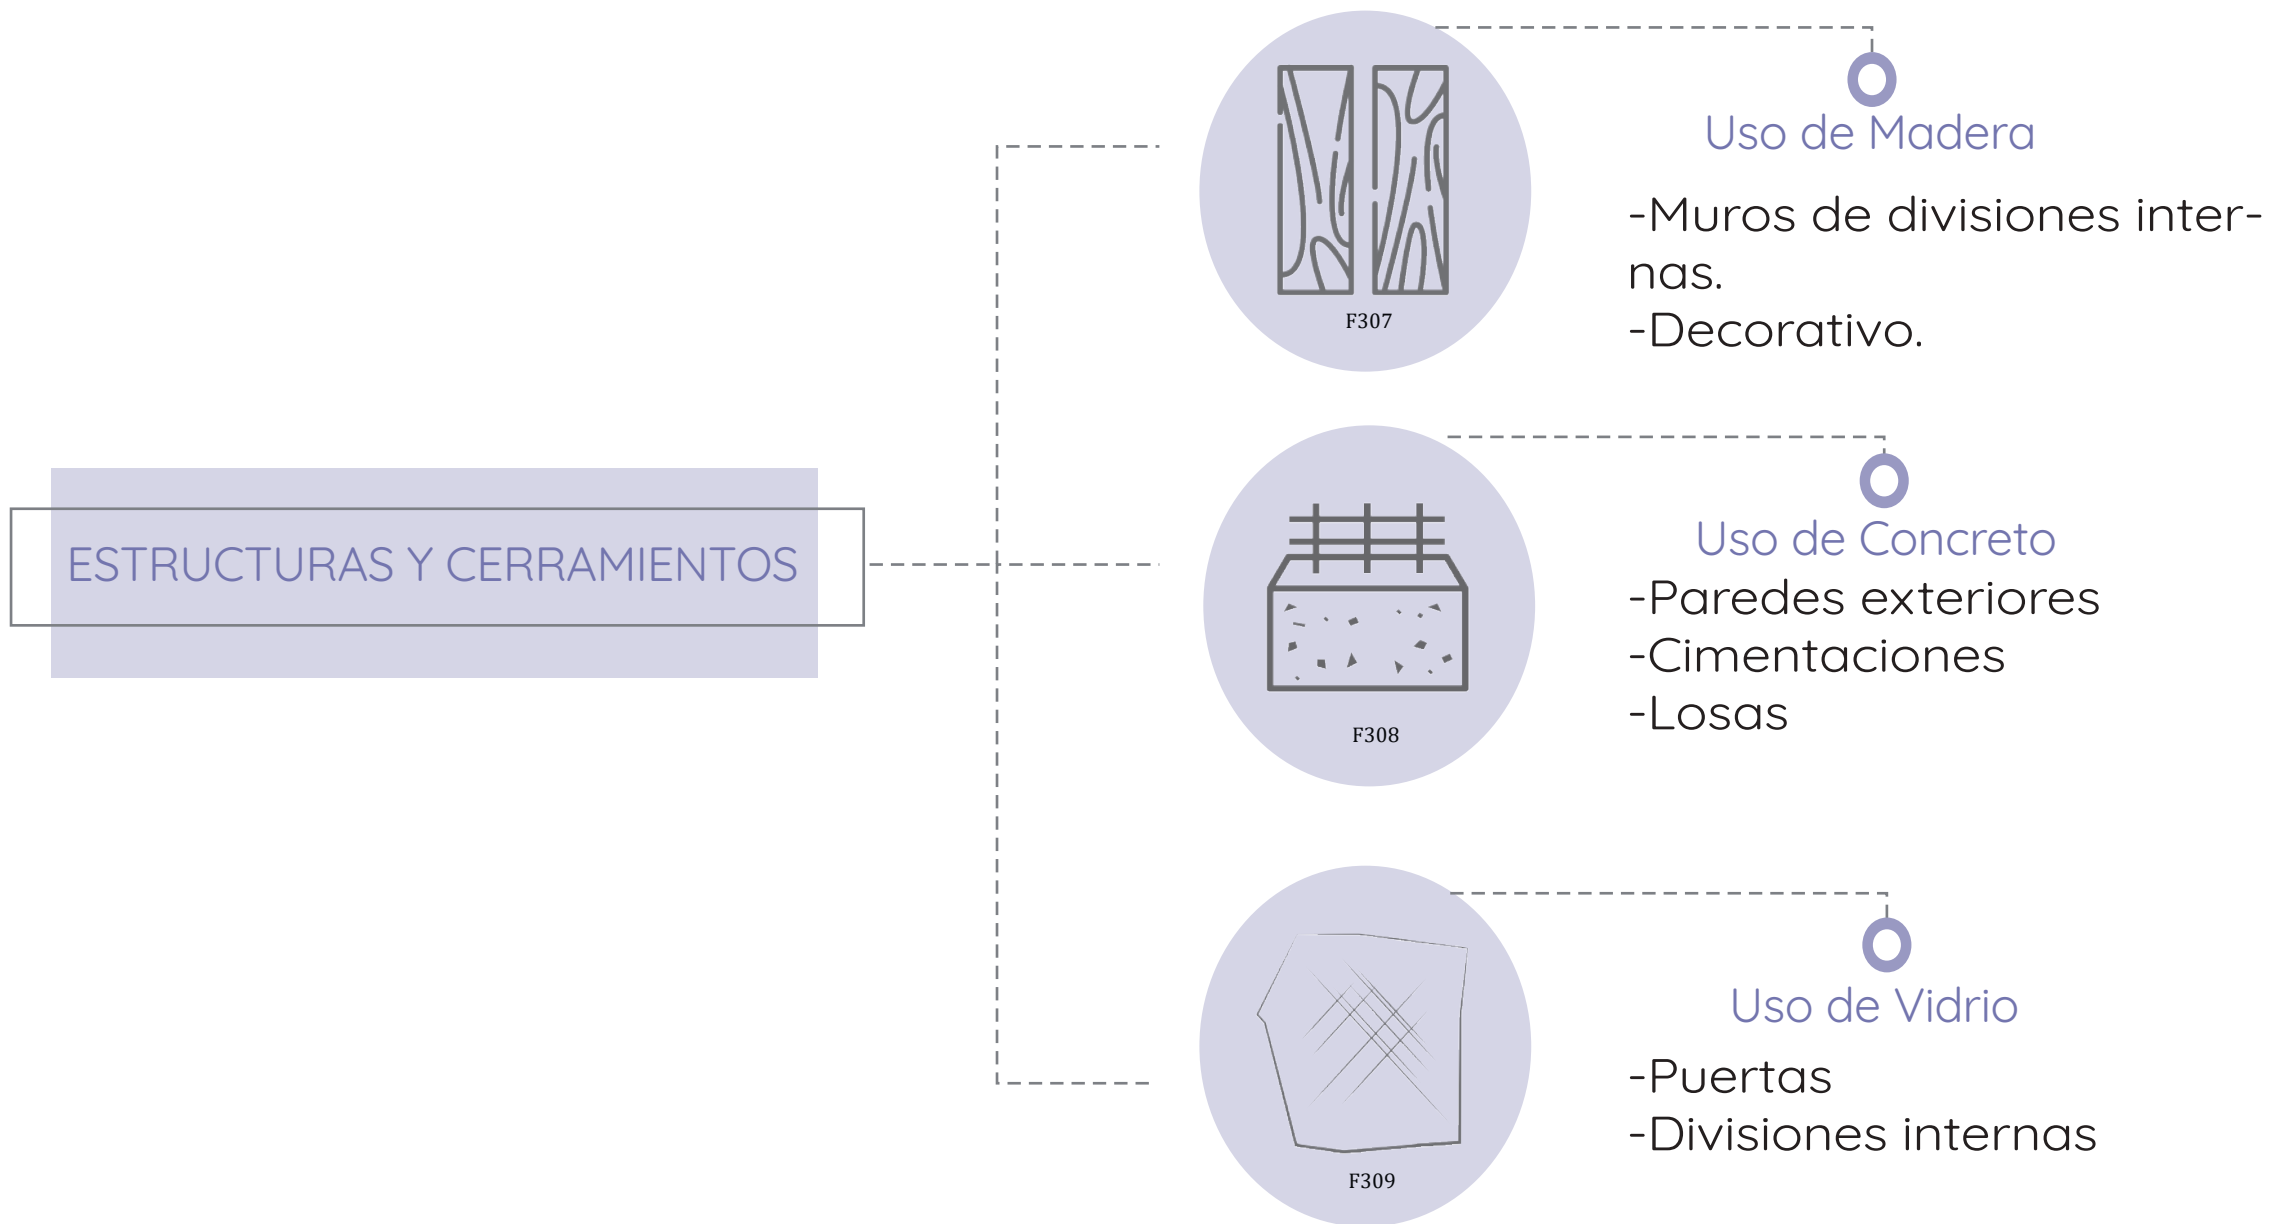 ESTRUCTURAS Y CERRAMIENTOS
F307
Uso de Madera
-Muros de divisiones inter-
nas.
-Decorativo.
F308
Uso de Concreto
-Paredes exteriores
-Cimentaciones
-Losas
F309
Uso de Vidrio
-Puertas
-Divisiones internas